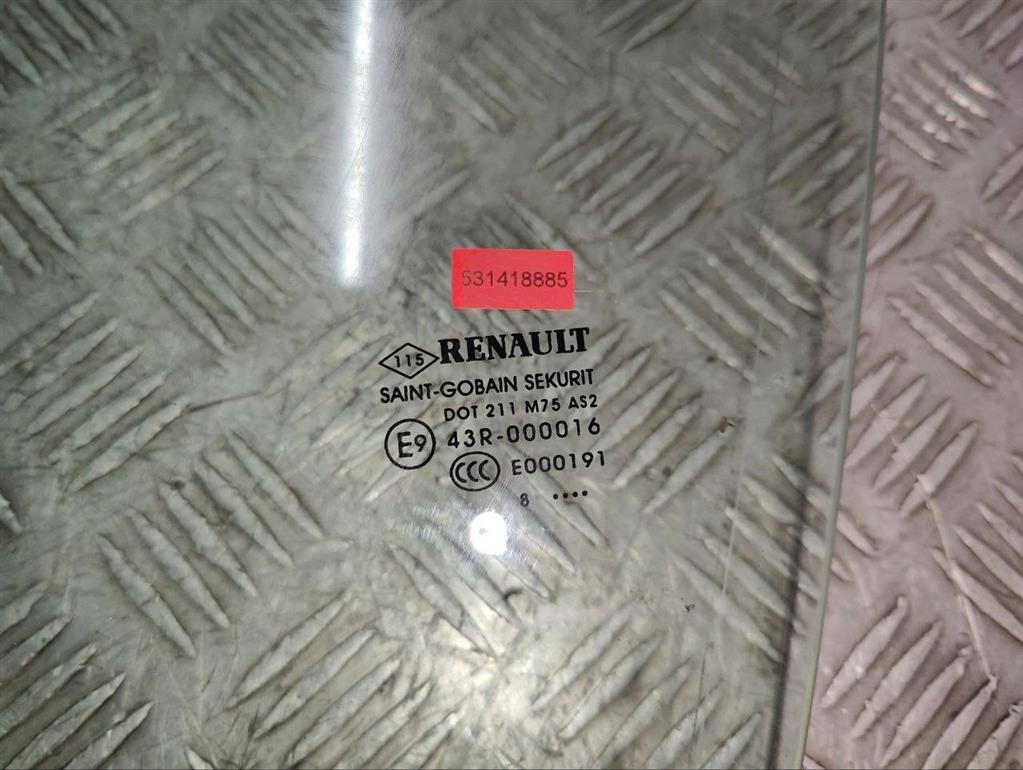 531418885
115 RENAULT
SAINT-GOBAIN SEKURIT
DOT 211 M75 AS2
E9 43R-000016
CCC E000191
8 ....